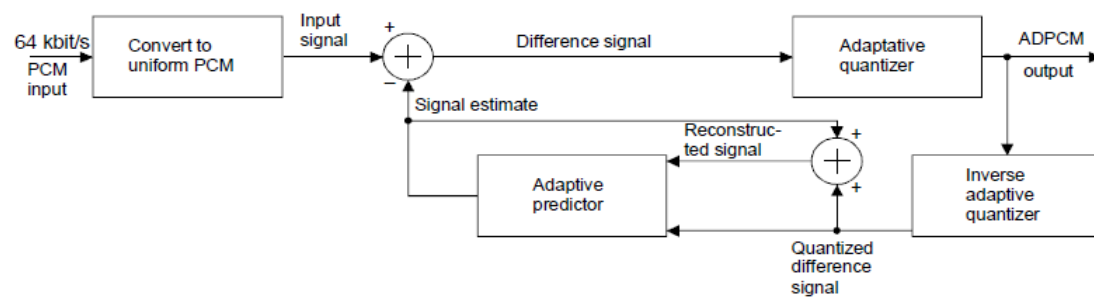 64 kbit/s
PCM
input
Convert to
uniform PCM
Input
signal
+
−
Difference signal
Adaptative
quantizer
ADPCM
output
Signal estimate
Reconstruc-
ted signal
+
+
Adaptive
predictor
Inverse
adaptive
quantizer
Quantized
difference
signal